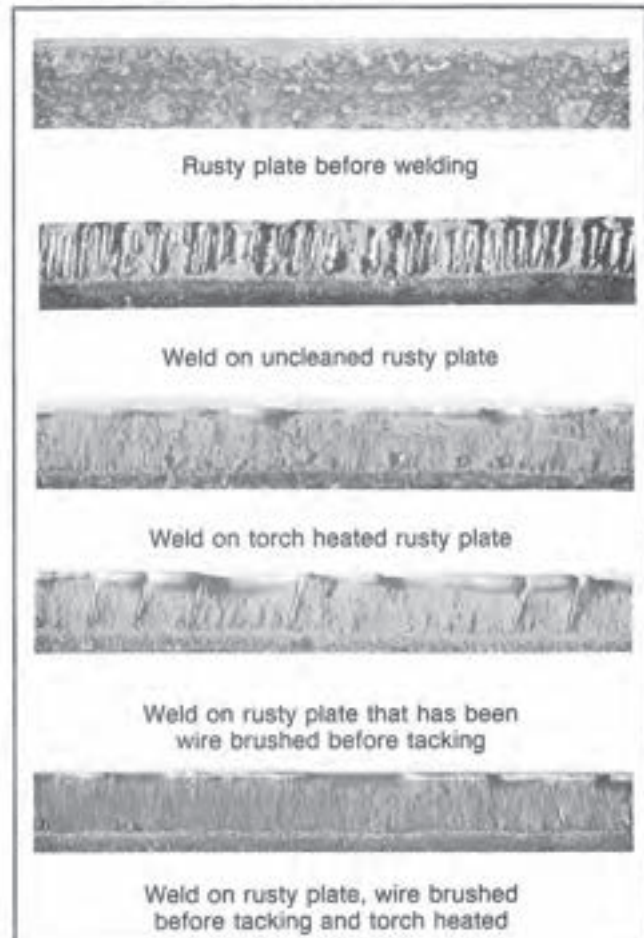 Rusty plate before welding
Weld on uncleaned rusty plate
Weld on torch heated rusty plate
Weld on rusty plate that has been
wire brushed before tacking
Weld on rusty plate, wire brushed
before tacking and torch heated